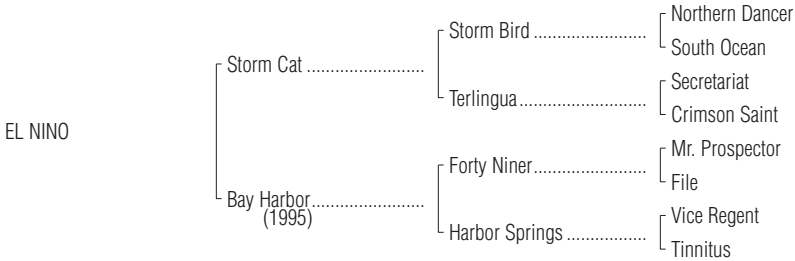 Northern Dancer
Storm Bird ........................
South Ocean
Storm Cat .........................
Secretariat
Terlingua...........................
Crimson Saint
EL NINO
Mr. Prospector
Forty Niner........................
File
Bay Harbor........................
(1995)
Vice Regent
Harbor Springs .................
Tinnitus